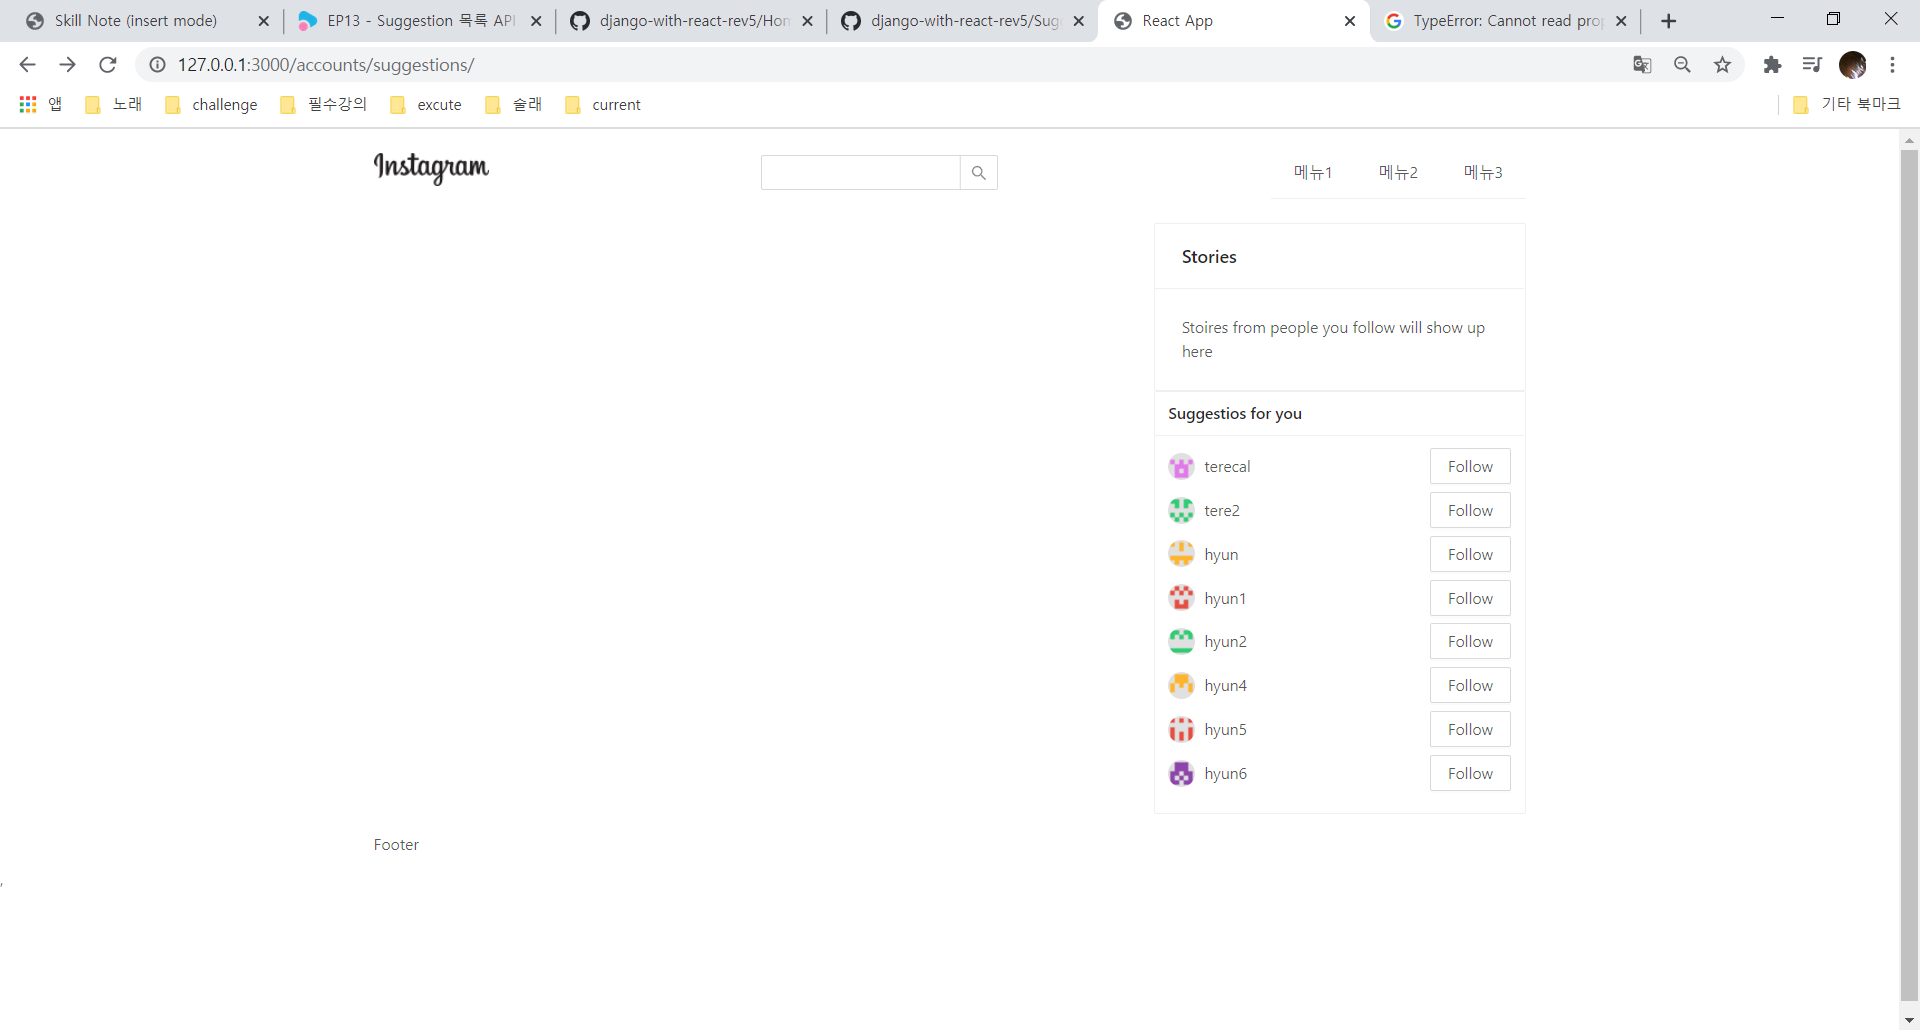 Skill Note (insert mode)
EP13 - Suggestion 목록 API
django-with-react-rev5/Hom
django-with-react-rev5/Sugg
React App
TypeError: Cannot read prop
127.0.0.1:3000/accounts/suggestions/
앱 노래 challenge 필수강의 excute 술래 current 기타 북마크
Instagram
메뉴1 메뉴2 메뉴3
Stories
Stoires from people you follow will show up
here
Suggestios for you
terecal Follow
tere2 Follow
hyun Follow
hyun1 Follow
hyun2 Follow
hyun4 Follow
hyun5 Follow
hyun6 Follow
Footer
,